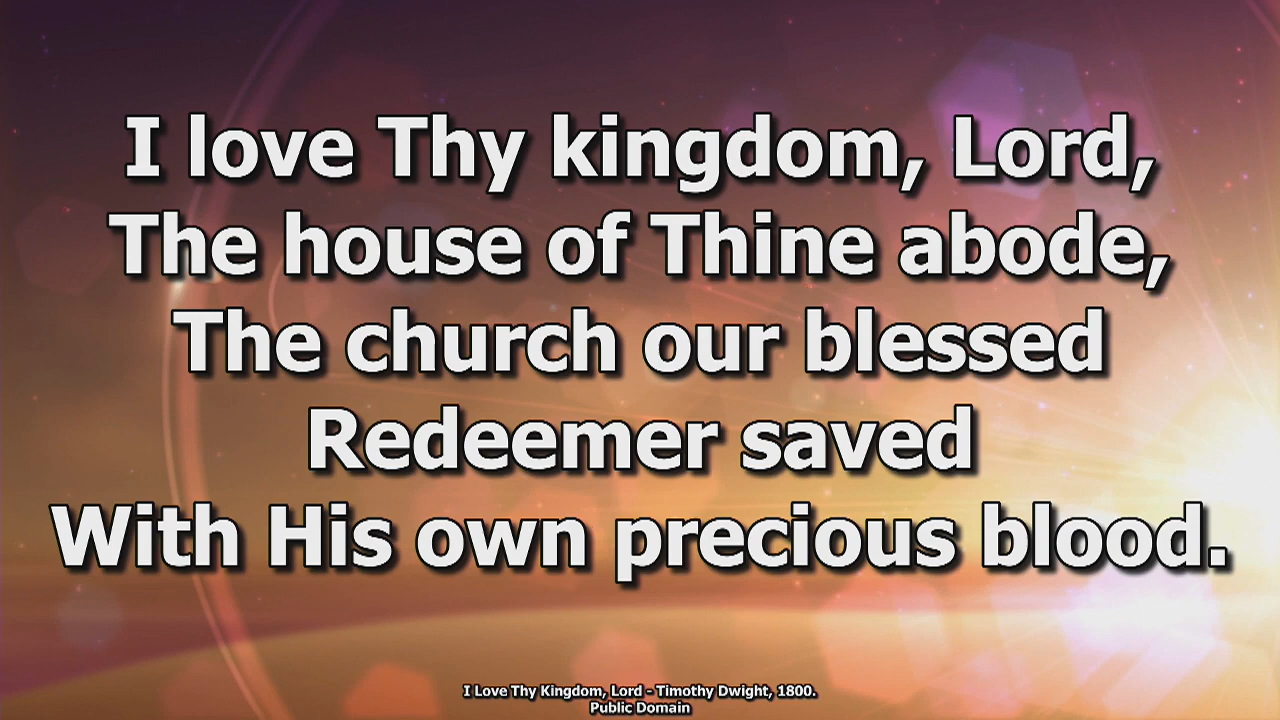 I love Thy kingdom, Lord,
The house of Thine abode,
The church our blessed
Redeemer saved
With His own precious blood.
I Love Thy Kingdom, Lord - Timothy Dwight, 1800.
Public Domain